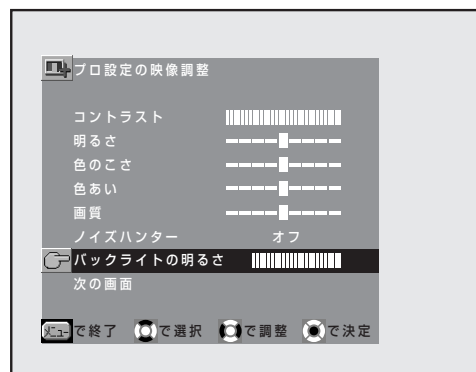 プロ設定の映像調整
コントラスト
明るさ
色のこさ
色あい
画質
ノイズハンター オフ
バックライトの明るさ
次の画面
メニューで終了 で選択 で調整 で決定